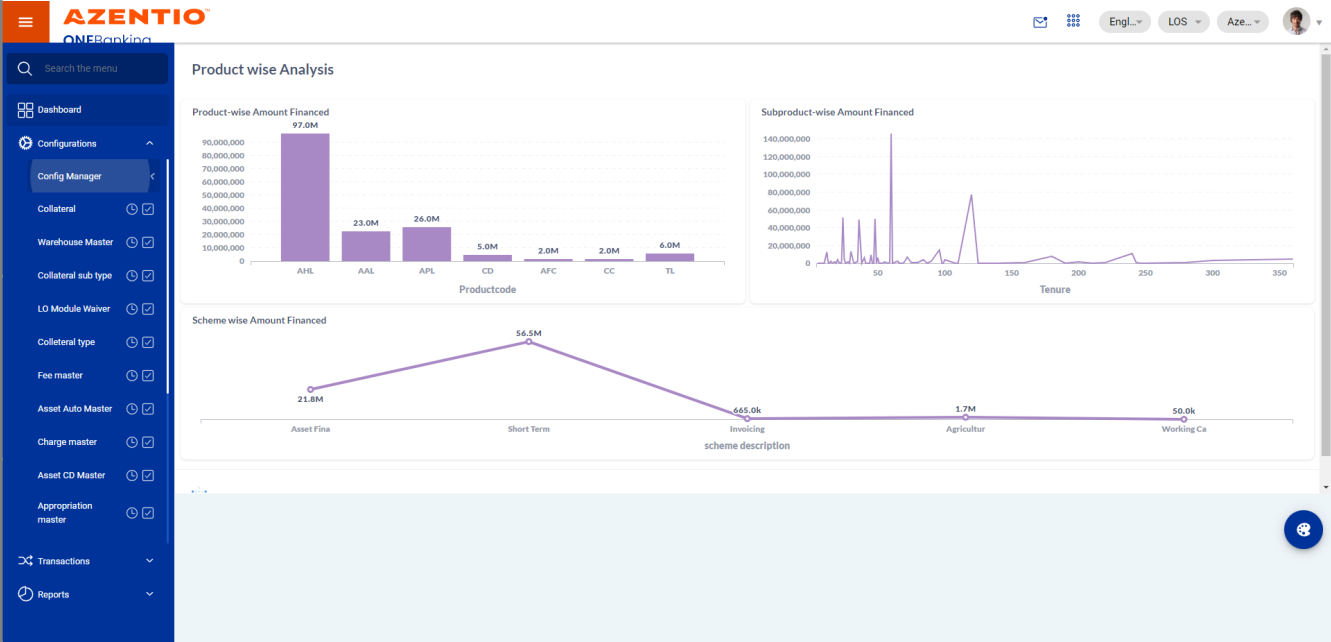 AZENTIO
ONEBanking
Engl...
LOS
Aze...
Search the menu
Dashboard
Configurations
Config Manager
Collateral
Warehouse Master
Collateral sub type
LO Module Waiver
Colleteral type
Fee master
Asset Auto Master
Charge master
Asset CD Master
Appropriation
master
Transactions
Reports
Product wise Analysis
Product-wise Amount Financed
97.0M
90,000,000
80,000,000
70,000,000
60,000,000
50,000,000
40,000,000
30,000,000
20,000,000
10,000,000
0
23.0M
26.0M
5.0M
2.0M
2.0M
6.0M
AHL AAL APL CD AFC CC TL
Productcode
Subproduct-wise Amount Financed
140,000,000
120,000,000
100,000,000
80,000,000
60,000,000
40,000,000
20,000,000
0
50 100 150 200 250 300 350
Tenure
Scheme wise Amount Financed
56.5M
21.8M
665.0k
1.7M
50.0k
Asset Fina Short Term Invoicing Agricultur Working Ca
scheme description